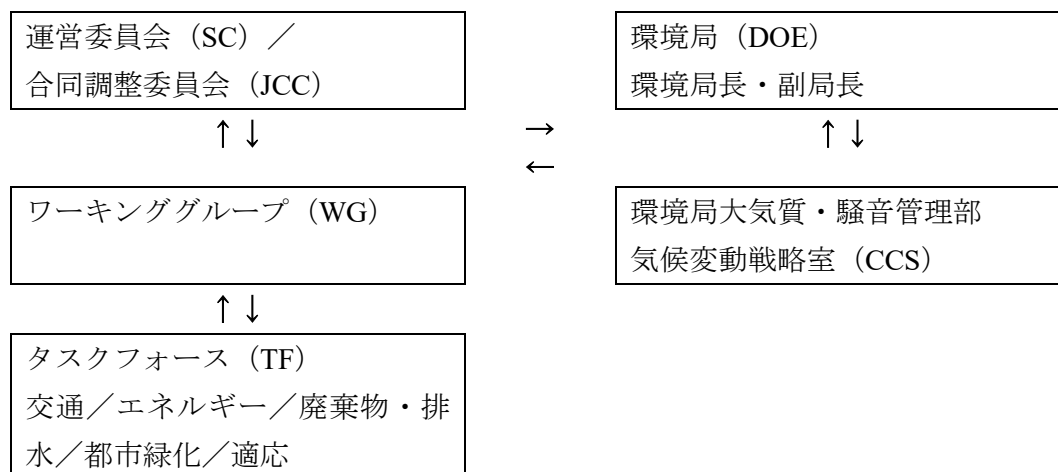 運営委員会（SC）／
合同調整委員会（JCC）
環境局（DOE）
環境局長・副局長
↑↓
→
←
↑↓
ワーキンググループ（WG）
環境局大気質・騒音管理部
気候変動戦略室（CCS）
↑↓
タスクフォース（TF）
交通／エネルギー／廃棄物・排
水／都市緑化／適応